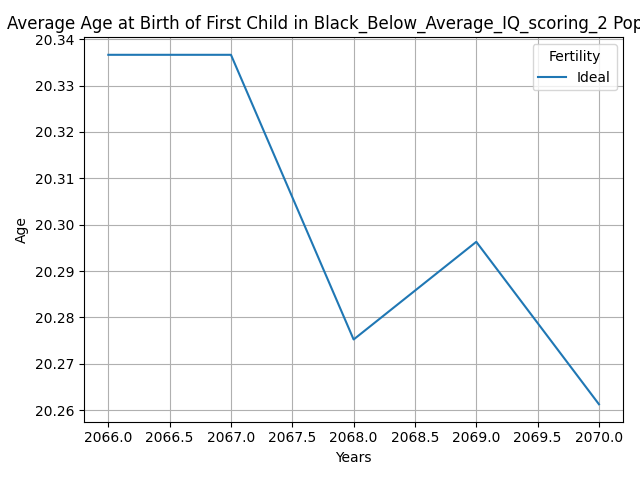 Average Age at Birth of First Child in Black_Below_Average_IQ_scoring_2 Pop
20.34
20.33
20.32
20.31
20.30
20.29
20.28
20.27
20.26
Age
Fertility
Ideal
2066.0 2066.5 2067.0 2067.5 2068.0 2068.5 2069.0 2069.5 2070.0
Years